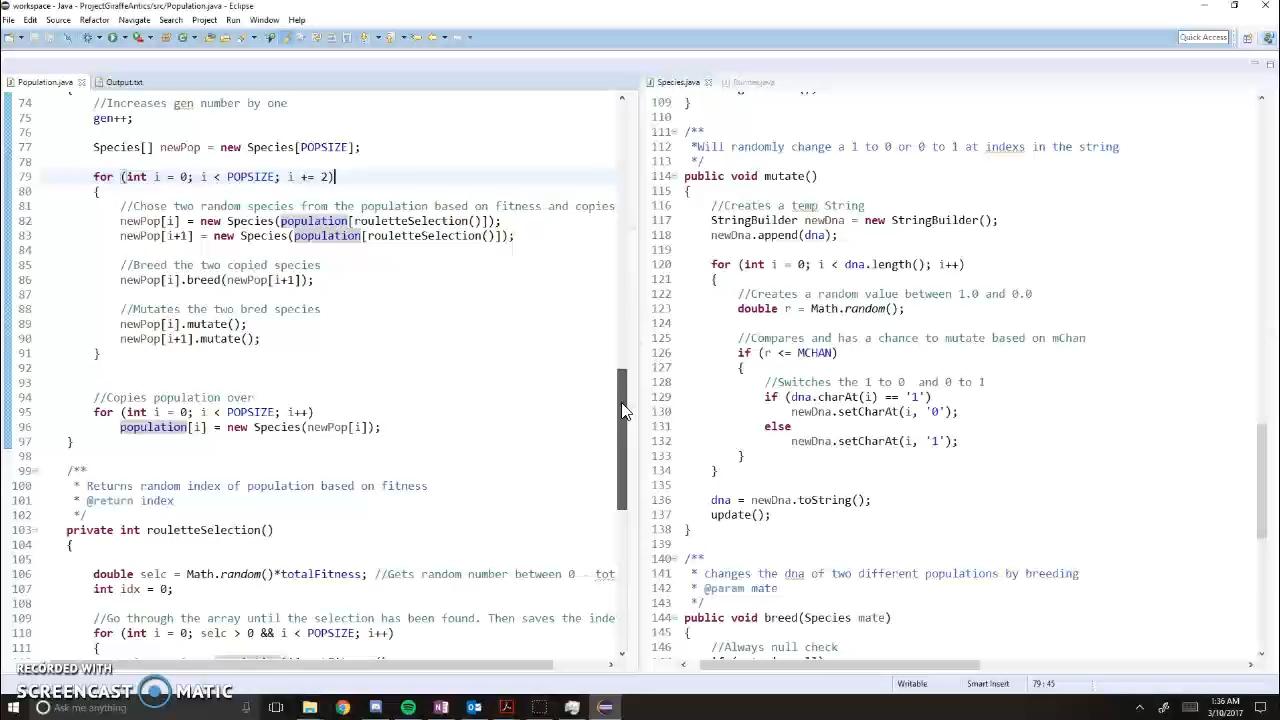 workspace - Java - ProjectGiraffeAntics/src/Population.java - Eclipse
File Edit Source Refactor Navigate Search Project Run Window Help
Quick Access
Population.java Output.txt
74 //Increases gen number by one
75 gen++;
76
77 Species[] newPop = new Species[POPSIZE];
78
79 for (int i = 0; i < POPSIZE; i += 2)
80 {
81 //Chose two random species from the population based on fitness and copies
82 newPop[i] = new Species(population[rouletteSelection()]);
83 newPop[i+1] = new Species(population[rouletteSelection()]);
84
85 //Breed the two copied species
86 newPop[i].breed(newPop[i+1]);
87
88 //Mutates the two bred species
89 newPop[i].mutate();
90 newPop[i+1].mutate();
91 }
92
93
94 //Copies population over
95 for (int i = 0; i < POPSIZE; i++)
96 population[i] = new Species(newPop[i]);
97 }
98
99 /**
100 * Returns random index of population based on fitness
101 * @return index
102 */
103 private int rouletteSelection()
104 {
105
106 double selc = Math.random()*totalFitness; //Gets random number between 0 - tot
107 int idx = 0;
108
109 //Go through the array until the selection has been found. Then saves the inde
110 for (int i = 0; selc > 0 && i < POPSIZE; i++)
111 {
Species.java Runner.java
109 }
110
111 /**
112 *Will randomly change a 1 to 0 or 0 to 1 at indexs in the string
113 */
114 public void mutate()
115 {
116 //Creates a temp String
117 StringBuilder newDna = new StringBuilder();
118 newDna.append(dna);
119
120 for (int i = 0; i < dna.length(); i++)
121 {
122 //Creates a random value between 1.0 and 0.0
123 double r = Math.random();
124
125 //Compares and has a chance to mutate based on mChan
126 if (r <= MCHAN)
127 {
128 //Switches the 1 to 0 and 0 to 1
129 if (dna.charAt(i) == '1')
130 newDna.setCharAt(i, '0');
131 else
132 newDna.setCharAt(i, '1');
133 }
134 }
135
136 dna = newDna.toString();
137 update();
138 }
139
140 /**
141 * changes the dna of two different populations by breeding
142 * @param mate
143 */
144 public void breed(Species mate)
145 {
146 //Always null check
Writable Smart Insert 79 : 45
RECORDED WITH
SCREENCAST MATIC
Ask me anything
1:36 AM
3/10/2017